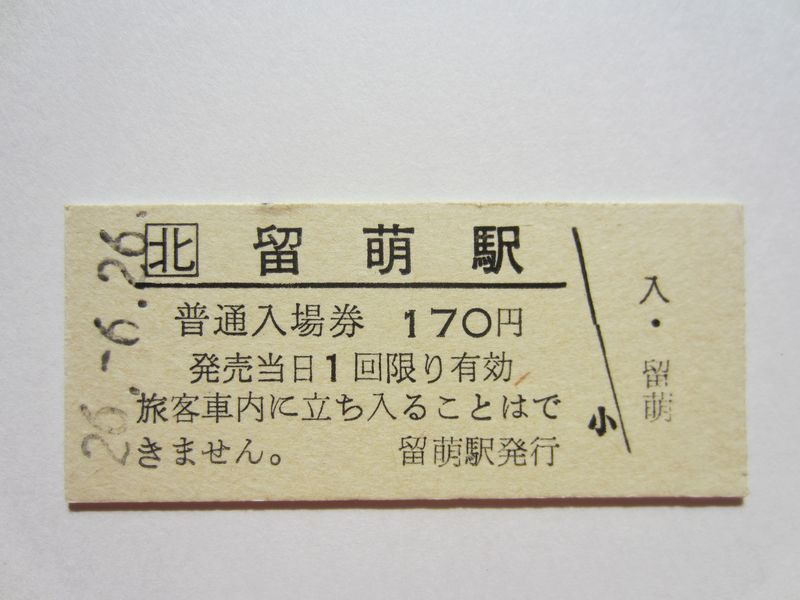 26.-6.26.
北 留萌駅
普通入場券 170円
発売当日1回限り有効
旅客車内に立ち入ることはで
きません。 留萌駅発行
小
入・留萌